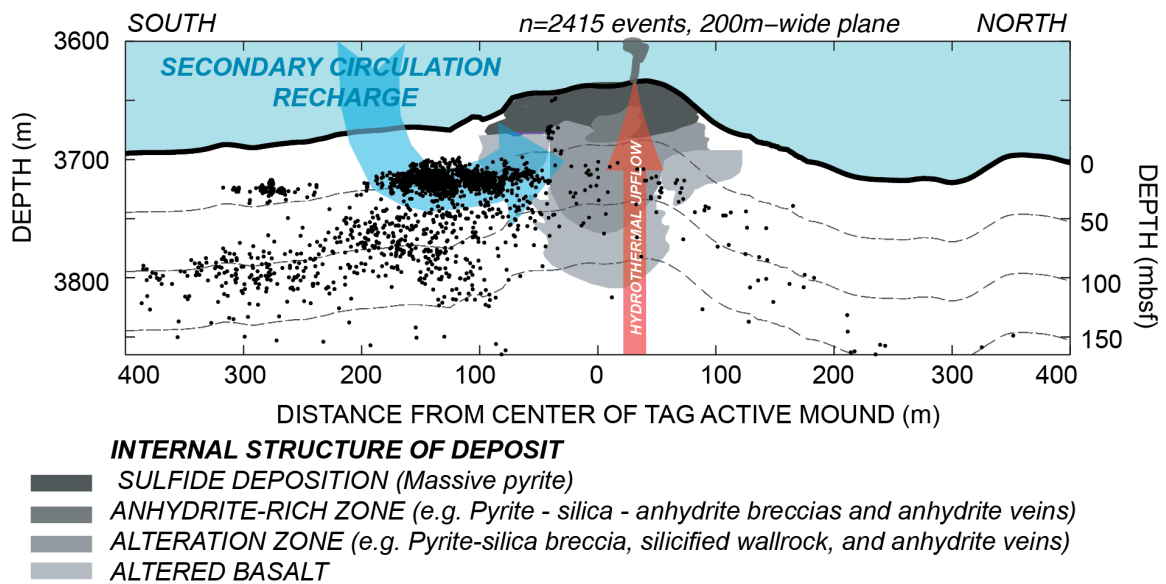 SOUTH n=2415 events, 200m–wide plane NORTH
3600
SECONDARY CIRCULATION
RECHARGE
DEPTH (m)
3700
3800
0
50
100
150
DEPTH (mbsf)
HYDROTHERMAL UPFLOW
400 300 200 100 0 100 200 300 400
DISTANCE FROM CENTER OF TAG ACTIVE MOUND (m)
INTERNAL STRUCTURE OF DEPOSIT
SULFIDE DEPOSITION (Massive pyrite)
ANHYDRITE-RICH ZONE (e.g. Pyrite - silica - anhydrite breccias and anhydrite veins)
ALTERATION ZONE (e.g. Pyrite-silica breccia, silicified wallrock, and anhydrite veins)
ALTERED BASALT